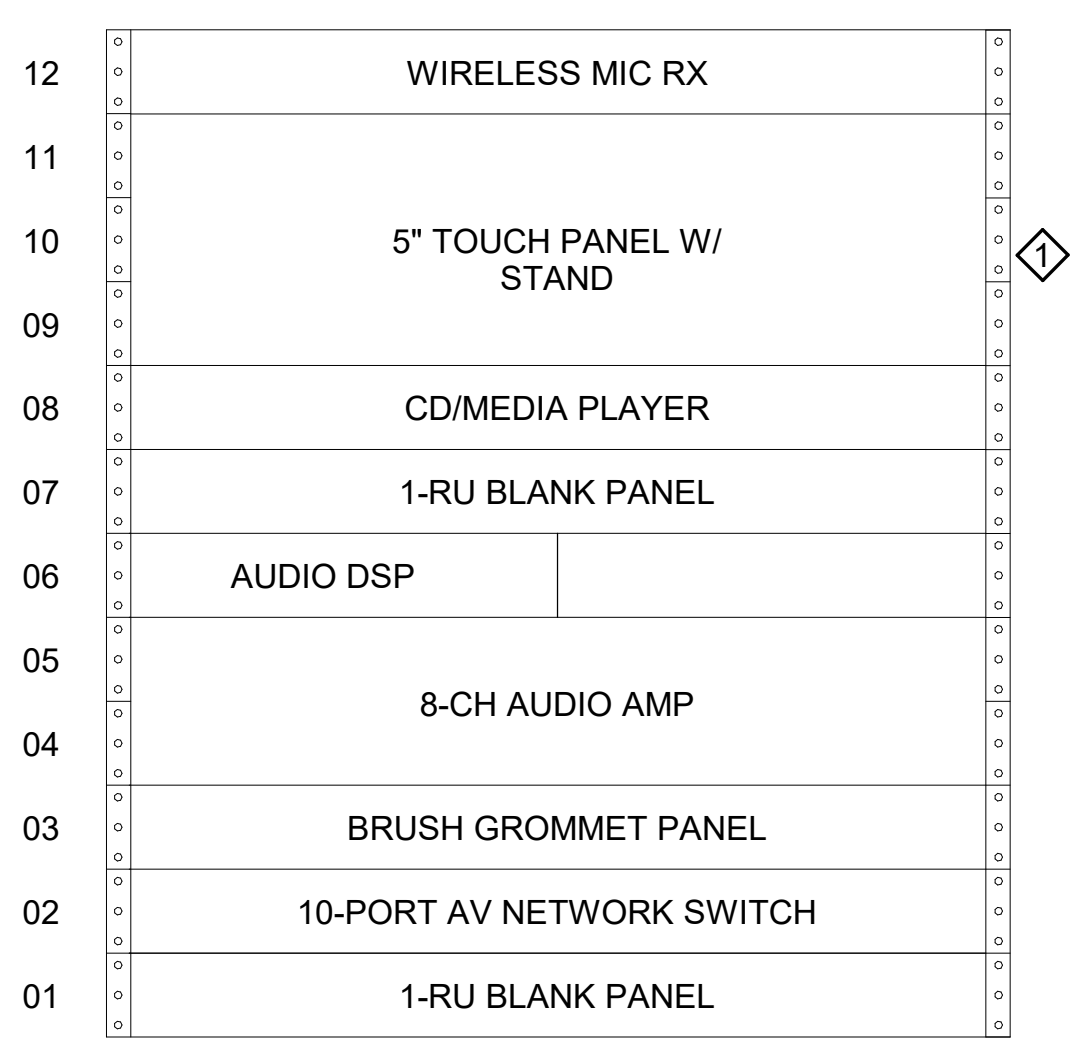 12
WIRELESS MIC RX
11
10
5" TOUCH PANEL W/
STAND
1
09
08
CD/MEDIA PLAYER
07
1-RU BLANK PANEL
06
AUDIO DSP
05
8-CH AUDIO AMP
04
03
BRUSH GROMMET PANEL
02
10-PORT AV NETWORK SWITCH
01
1-RU BLANK PANEL